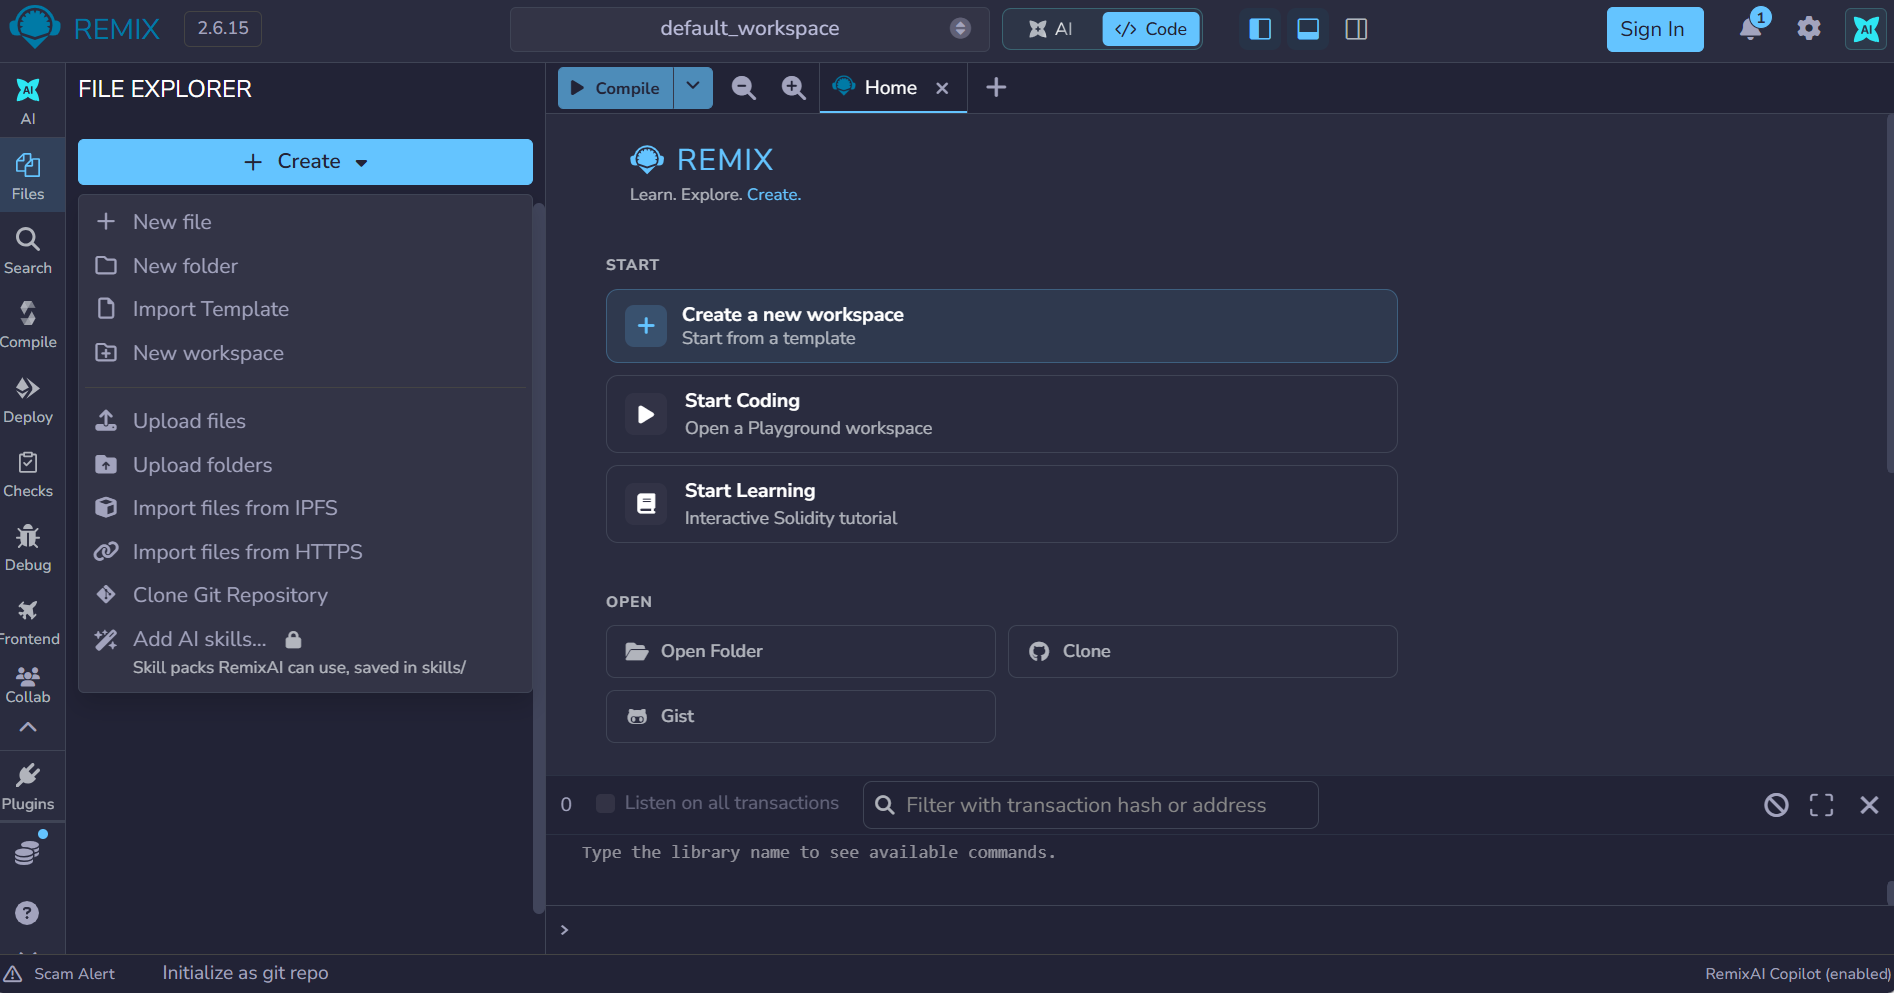 REMIX
2.6.15
default_workspace
AI
Code
Sign In
1
AI
AI
AI
Files
Search
Compile
Deploy
Checks
Debug
Frontend
Collab
Plugins
?
FILE EXPLORER
Create
New file
New folder
Import Template
New workspace
Upload files
Upload folders
Import files from IPFS
Import files from HTTPS
Clone Git Repository
Add AI skills...
Skill packs RemixAI can use, saved in skills/
Compile
Home
REMIX
Learn. Explore. Create.
START
Create a new workspace
Start from a template
Start Coding
Open a Playground workspace
Start Learning
Interactive Solidity tutorial
OPEN
Open Folder
Clone
Gist
0
Listen on all transactions
Filter with transaction hash or address
Type the library name to see available commands.
>
Scam Alert
Initialize as git repo
RemixAI Copilot (enabled)